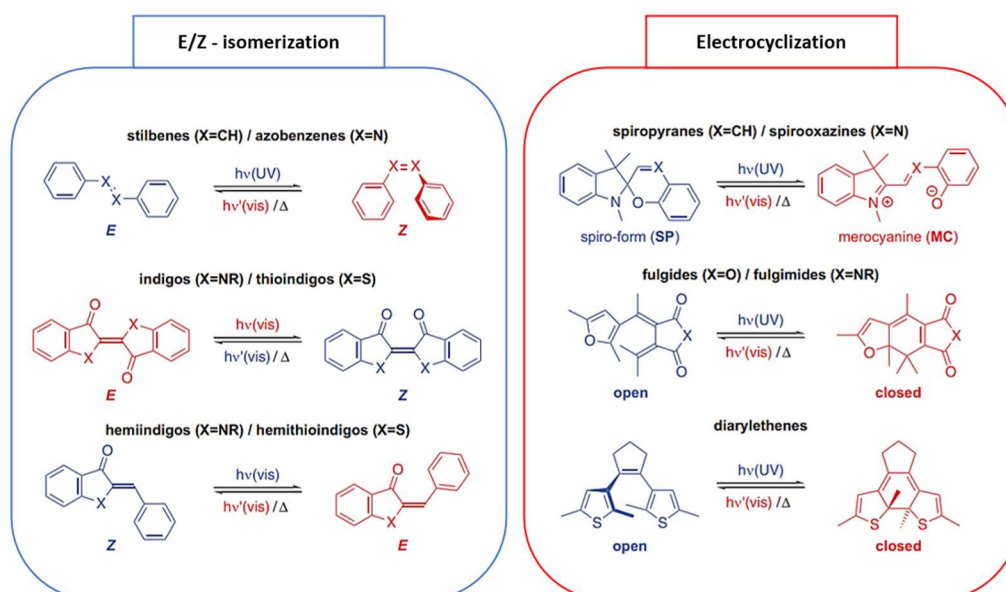 E/Z - isomerization
stilbenes (X=CH) / azobenzenes (X=N)
X
X
hν(UV)
hν'(vis) /Δ
X=X
E
Z
indigos (X=NR) / thioindigos (X=S)
O
X
X
O
hν(vis)
hν'(vis) /Δ
O
O
X
X
E
Z
hemiindigos (X=NR) / hemithioindigos (X=S)
O
X
hν(vis)
hν'(vis) /Δ
O
X
Z
E
Electrocyclization
spiropyranes (X=CH) / spirooxazines (X=N)
X
N
O
hν(UV)
hν'(vis) /Δ
X
N
⊕
⊖
O
spiro-form (SP)
merocyanine (MC)
fulgides (X=O) / fulgimides (X=NR)
O
O
X
O
hν(UV)
hν'(vis) /Δ
O
X
O
O
open
closed
diarylethenes
S
S
hν(UV)
hν'(vis) /Δ
S
S
open
closed